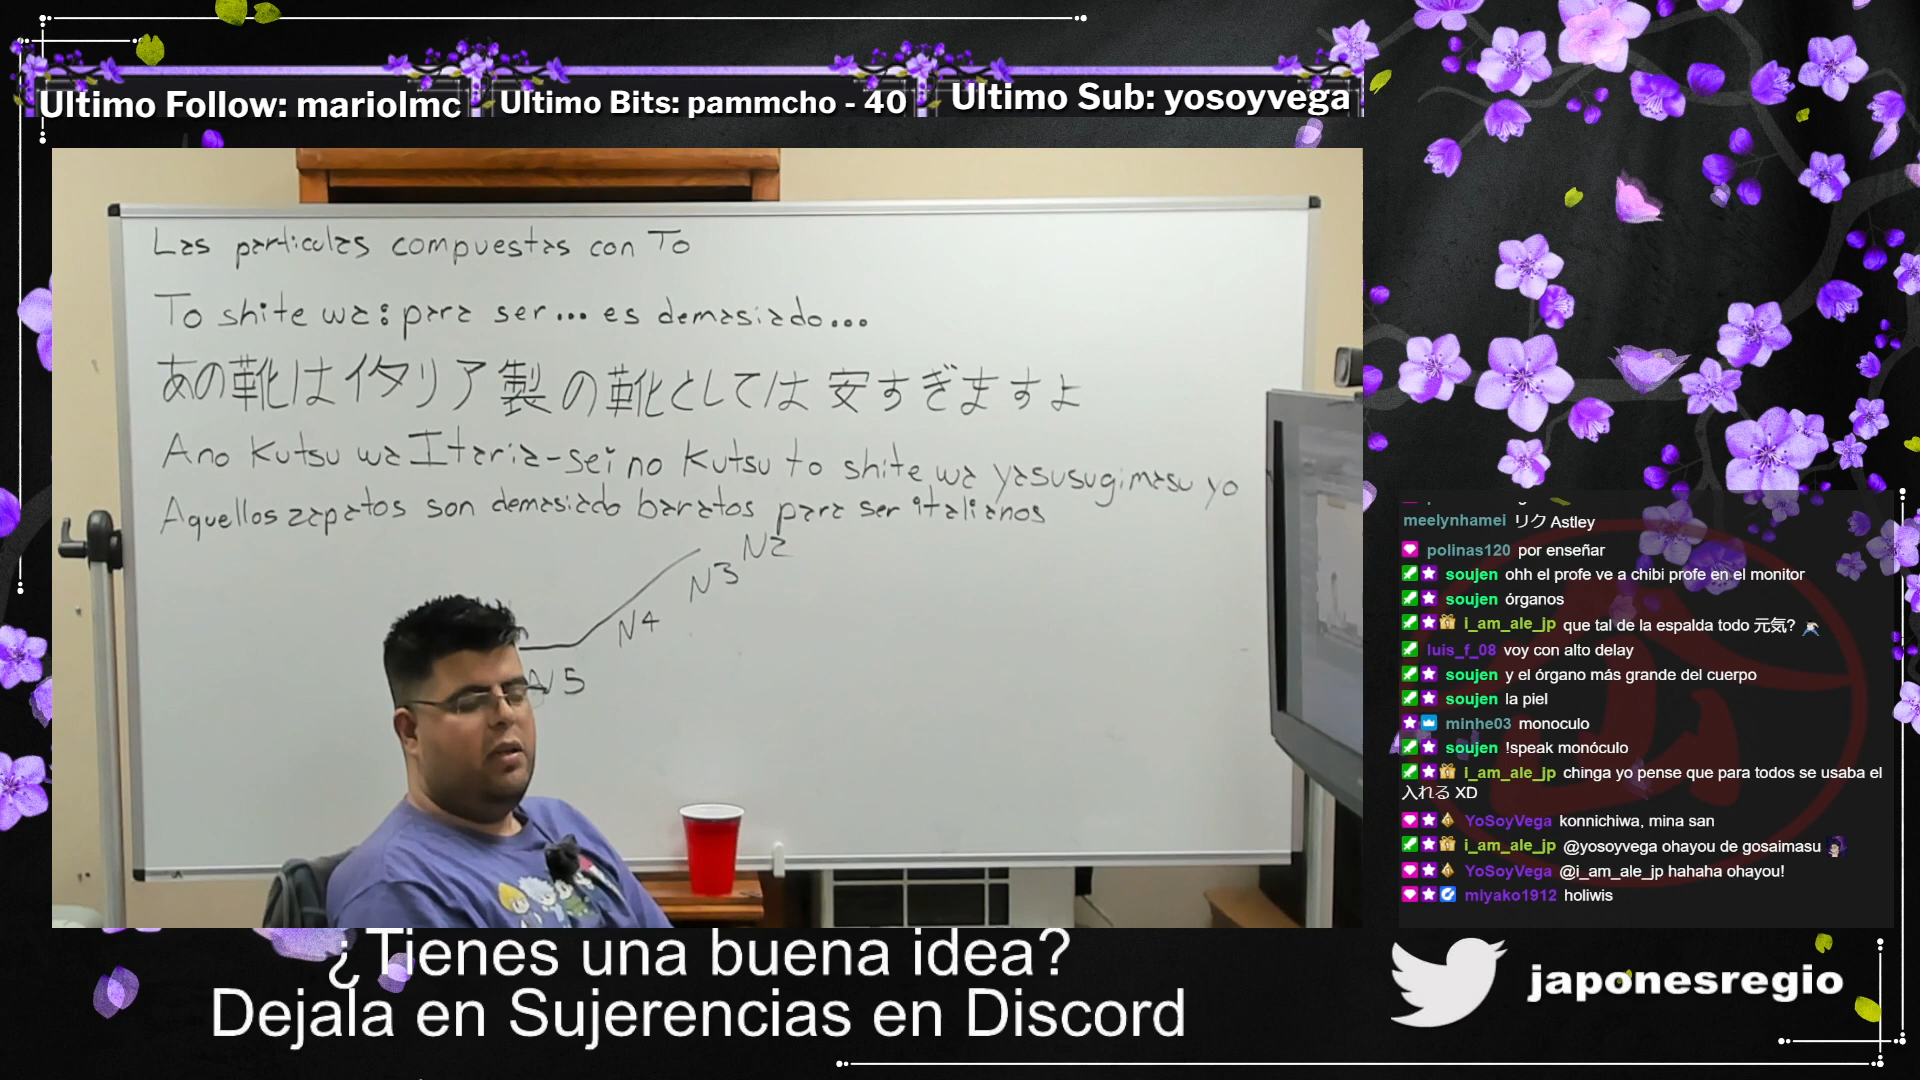 Ultimo Follow: mariolmc
Ultimo Bits: pammcho - 40
Ultimo Sub: yosoyvega
Las particulas compuestas con To
To shite wa: para ser... es demasiado...
あの靴はイタリア製の靴としては安すぎますよ
Ano Kutsu wa Itaria-sei no Kutsu to shite wa yasusugimasu yo
Aquellos zapatos son demasiado baratos para ser italianos
N2
N3
N4
N5
meelynhamei リク Astley
polinas120 por enseñar
soujen ohh el profe ve a chibi profe en el monitor
soujen órganos
i_am_ale_jp que tal de la espalda todo 元気?
luis_f_08 voy con alto delay
soujen y el órgano más grande del cuerpo
soujen la piel
minhe03 monoculo
soujen !speak monóculo
i_am_ale_jp chinga yo pense que para todos se usaba el
入れる XD
YoSoyVega konnichiwa, mina san
i_am_ale_jp @yosoyvega ohayou de gosaimasu
YoSoyVega @i_am_ale_jp hahaha ohayou!
miyako1912 holiwis
¿Tienes una buena idea?
Dejala en Sujerencias en Discord
japonesregio